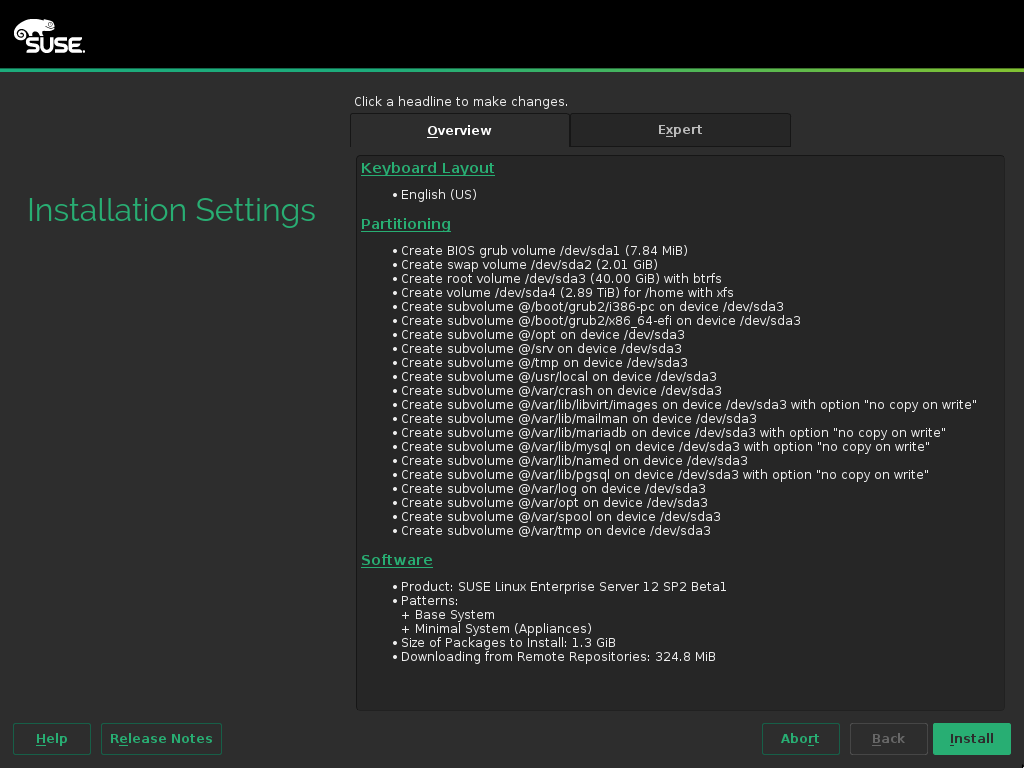 SUSE.
Click a headline to make changes.
Overview
Expert
Installation Settings
Keyboard Layout
• English (US)
Partitioning
• Create BIOS grub volume /dev/sda1 (7.84 MiB)
• Create swap volume /dev/sda2 (2.01 GiB)
• Create root volume /dev/sda3 (40.00 GiB) with btrfs
• Create volume /dev/sda4 (2.89 TiB) for /home with xfs
• Create subvolume @/boot/grub2/i386-pc on device /dev/sda3
• Create subvolume @/boot/grub2/x86_64-efi on device /dev/sda3
• Create subvolume @/opt on device /dev/sda3
• Create subvolume @/srv on device /dev/sda3
• Create subvolume @/tmp on device /dev/sda3
• Create subvolume @/usr/local on device /dev/sda3
• Create subvolume @/var/crash on device /dev/sda3
• Create subvolume @/var/lib/libvirt/images on device /dev/sda3 with option "no copy on write"
• Create subvolume @/var/lib/mailman on device /dev/sda3
• Create subvolume @/var/lib/mariadb on device /dev/sda3 with option "no copy on write"
• Create subvolume @/var/lib/mysql on device /dev/sda3 with option "no copy on write"
• Create subvolume @/var/lib/named on device /dev/sda3
• Create subvolume @/var/lib/pgsql on device /dev/sda3 with option "no copy on write"
• Create subvolume @/var/log on device /dev/sda3
• Create subvolume @/var/opt on device /dev/sda3
• Create subvolume @/var/spool on device /dev/sda3
• Create subvolume @/var/tmp on device /dev/sda3
Software
• Product: SUSE Linux Enterprise Server 12 SP2 Beta1
• Patterns:
+ Base System
+ Minimal System (Appliances)
• Size of Packages to Install: 1.3 GiB
• Downloading from Remote Repositories: 324.8 MiB
Help
Release Notes
Abort
Back
Install